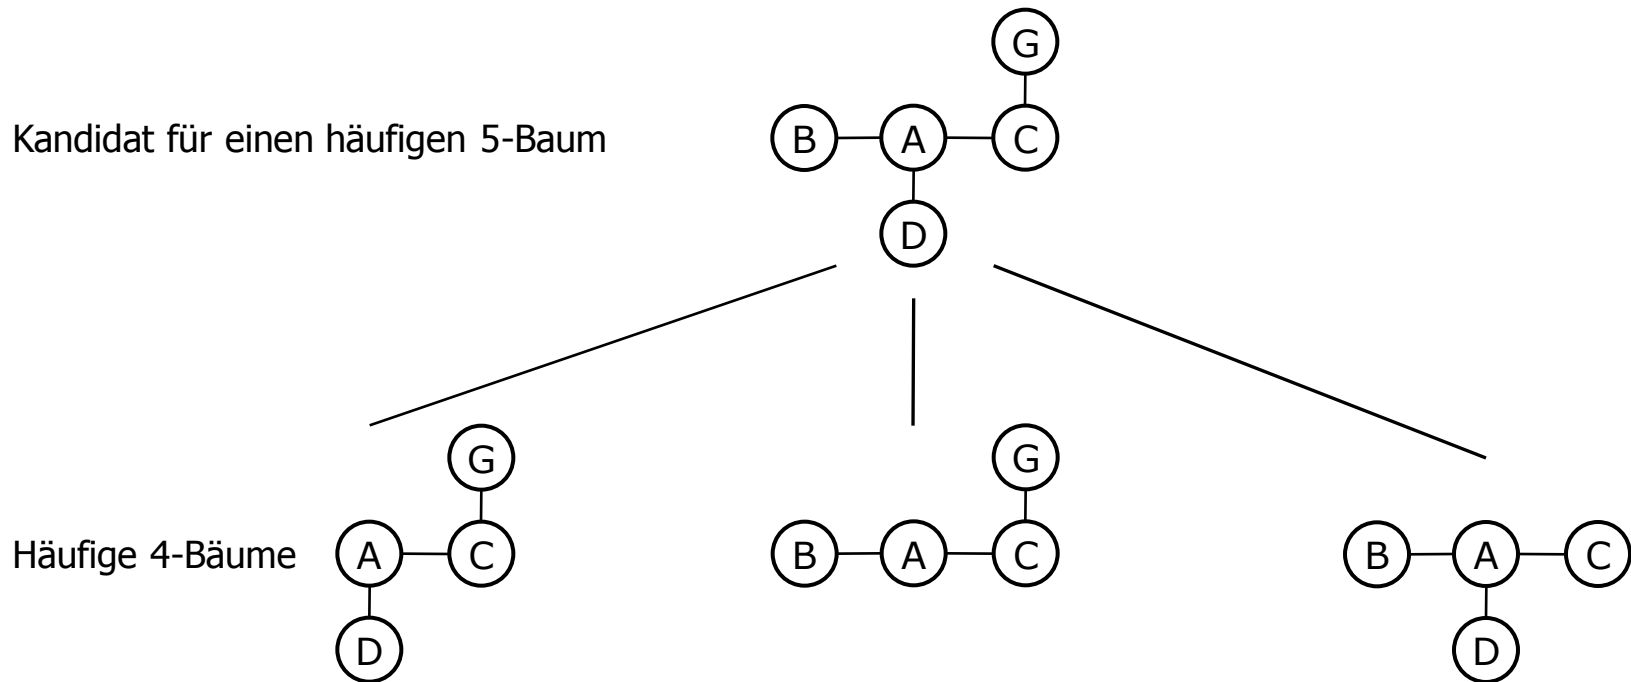 G
Kandidat für einen häufigen 5-Baum B A C
D
G G
Häufige 4-Bäume A C B A C B A C
D D